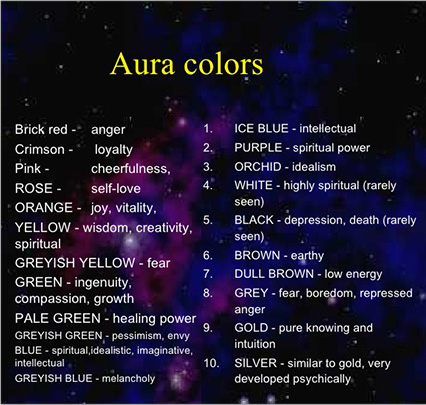 Aura colors
Brick red - anger
Crimson - loyalty
Pink - cheerfulness,
ROSE - self-love
ORANGE - joy, vitality,
YELLOW - wisdom, creativity,
spiritual
GREYISH YELLOW - fear
GREEN - ingenuity,
compassion, growth
PALE GREEN - healing power
GREYISH GREEN - pessimism, envy
BLUE - spiritual,idealistic, imaginative,
intellectual
GREYISH BLUE - melancholy
1. ICE BLUE - intellectual
2. PURPLE - spiritual power
3. ORCHID - idealism
4. WHITE - highly spiritual (rarely
seen)
5. BLACK - depression, death (rarely
seen)
6. BROWN - earthy
7. DULL BROWN - low energy
8. GREY - fear, boredom, repressed
anger
9. GOLD - pure knowing and
intuition
10. SILVER - similar to gold, very
developed psychically